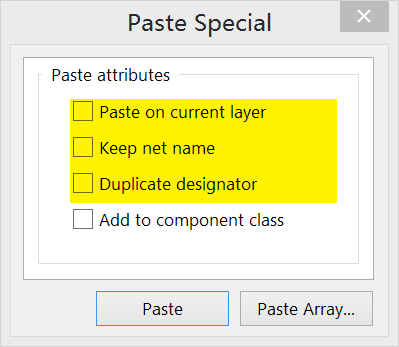 Paste Special
Paste attributes
Paste on current layer
Keep net name
Duplicate designator
Add to component class
Paste
Paste Array...